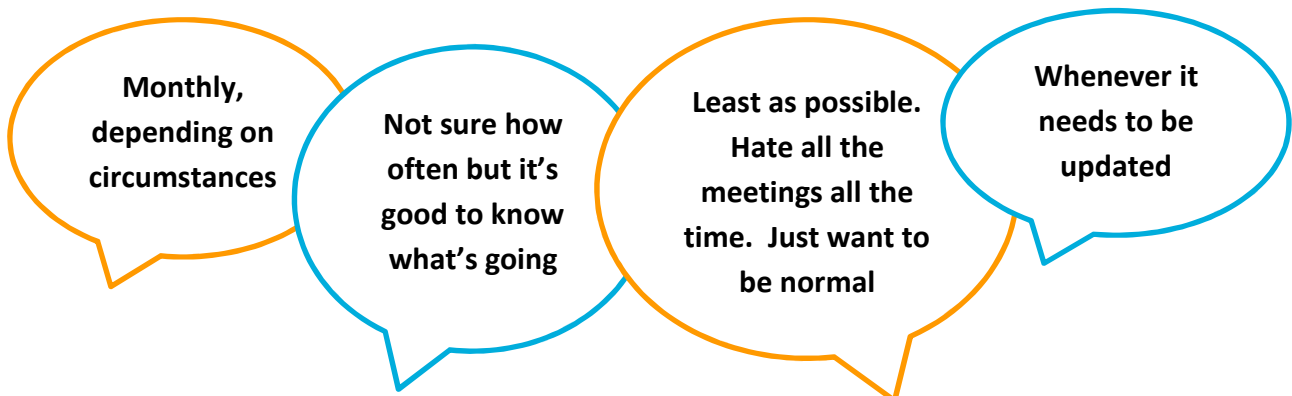 Monthly,
depending on
circumstances
Not sure how
often but it's
good to know
what's going
Least as possible.
Hate all the
meetings all the
time.  Just want to
be normal
Whenever it
needs to be
updated